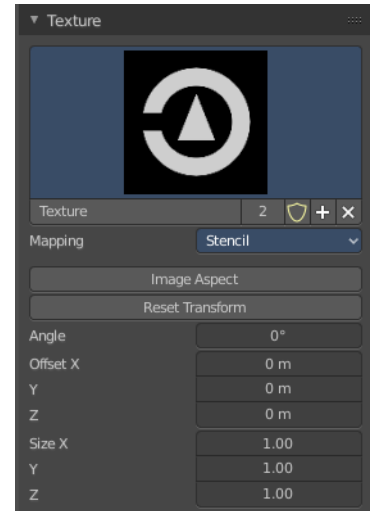 Texture
Texture 2
Mapping Stencil
Image Aspect
Reset Transform
Angle 0°
Offset X 0 m
Y 0 m
Z 0 m
Size X 1.00
Y 1.00
Z 1.00